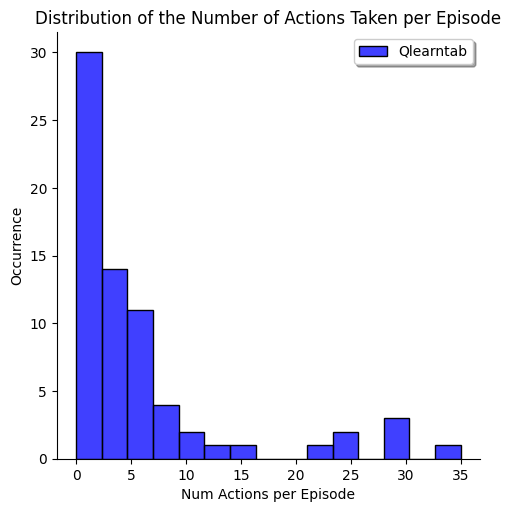 Distribution of the Number of Actions Taken per Episode
Qlearntab
30
25
20
15
10
5
0
Occurrence
0 5 10 15 20 25 30 35
Num Actions per Episode